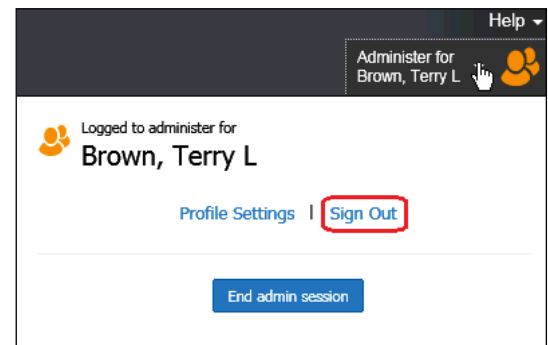 Help
Administer for
Brown, Terry L
Logged to administer for
Brown, Terry L
Profile Settings | Sign Out
End admin session